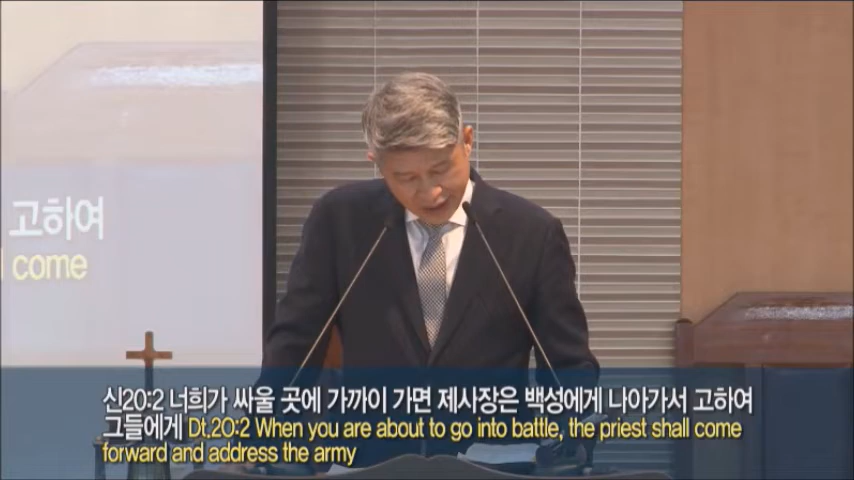 고하여
come
신20:2 너희가 싸울 곳에 가까이 가면 제사장은 백성에게 나아가서 고하여
그들에게 Dt.20:2 When you are about to go into battle, the priest shall come
forward and address the army